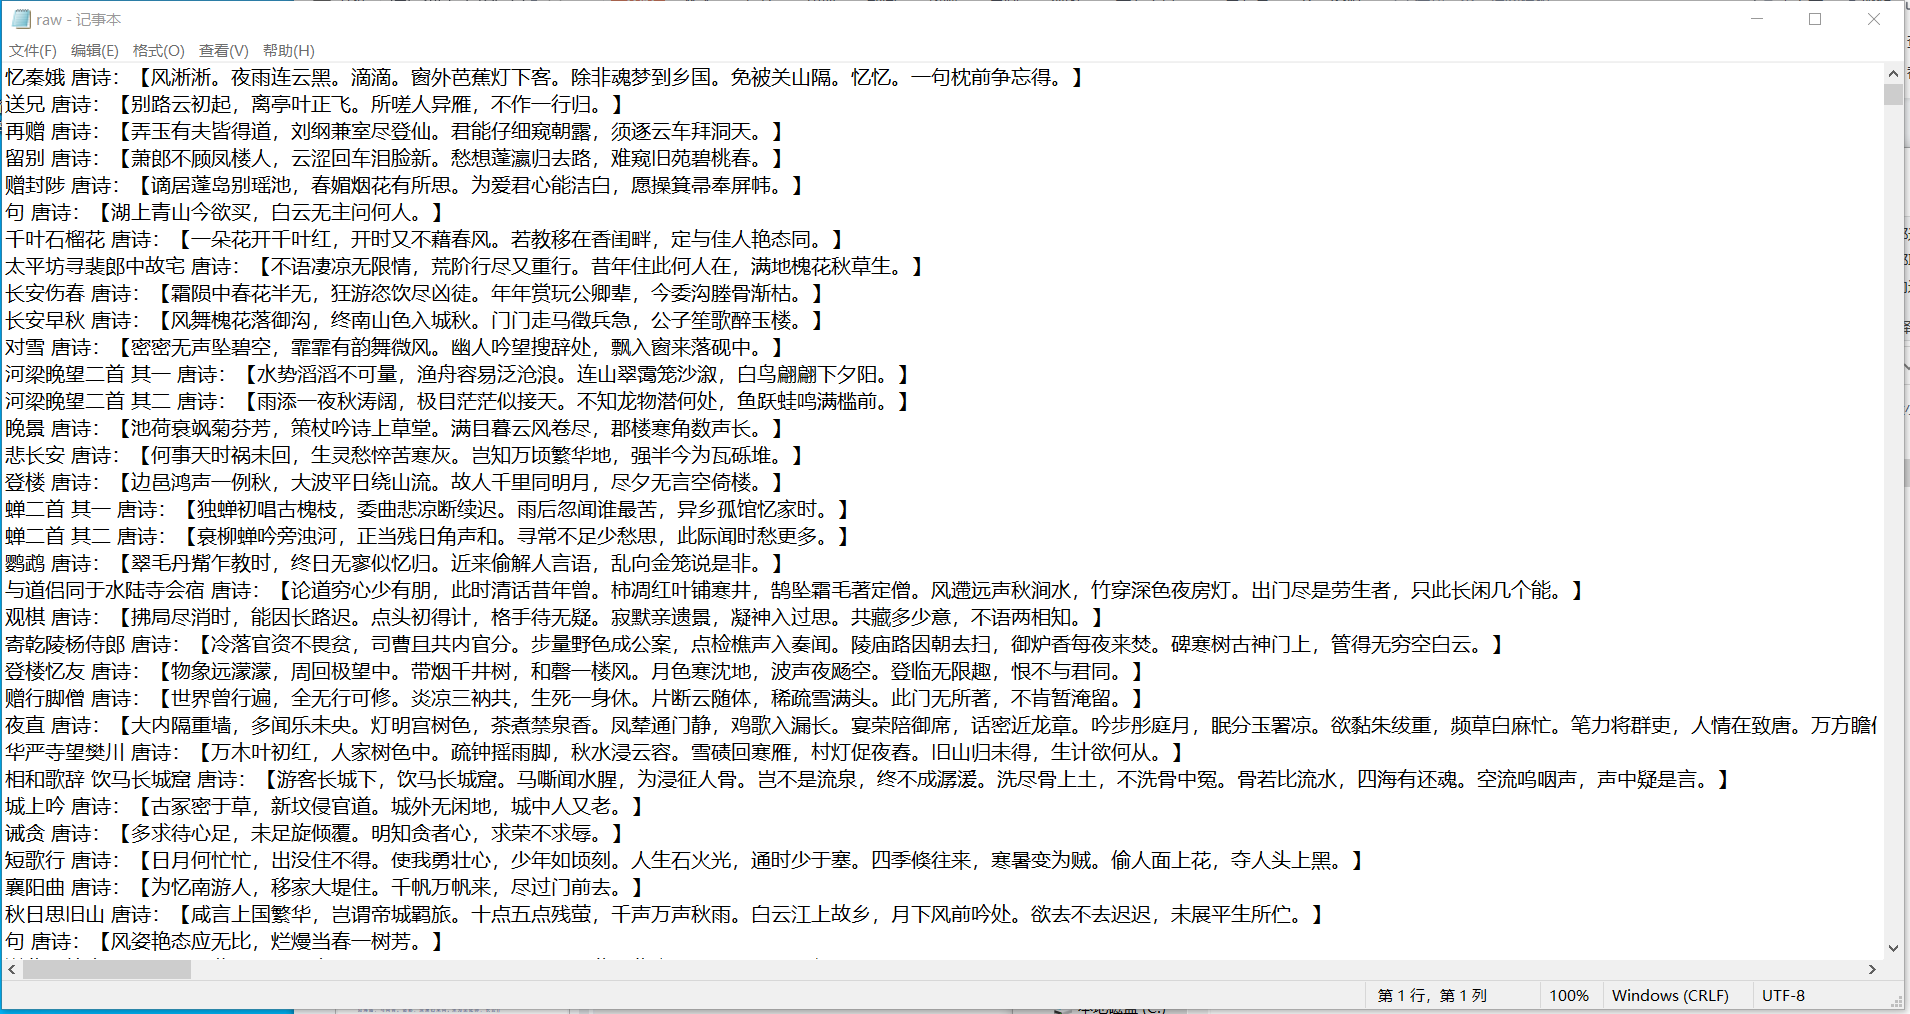 raw - 记事本
文件(F) 编辑(E) 格式(O) 查看(V) 帮助(H)
忆秦娥 唐诗：【风淅淅。夜雨连云黑。滴滴。窗外芭蕉灯下客。除非魂梦到乡国。免被关山隔。忆忆。一句枕前争忘得。】
送兄 唐诗：【别路云初起，离亭叶正飞。所嗟人异雁，不作一行归。】
再赠 唐诗：【弄玉有夫皆得道，刘纲兼室尽登仙。君能仔细窥朝露，须逐云车拜洞天。】
留别 唐诗：【萧郎不顾凤楼人，云涩回车泪脸新。愁想蓬瀛归去路，难窥旧苑碧桃春。】
赠封陟 唐诗：【谪居蓬岛别瑶池，春媚烟花有所思。为爱君心能洁白，愿操箕帚奉屏帏。】
句 唐诗：【湖上青山今欲买，白云无主问何人。】
千叶石榴花 唐诗：【一朵花开千叶红，开时又不藉春风。若教移在香闺畔，定与佳人艳态同。】
太平坊寻裴郎中故宅 唐诗：【不语凄凉无限情，荒阶行尽又重行。昔年住此何人在，满地槐花秋草生。】
长安伤春 唐诗：【霜陨中春花半无，狂游恣饮尽凶徒。年年赏玩公卿辈，今委沟塍骨渐枯。】
长安早秋 唐诗：【风舞槐花落御沟，终南山色入城秋。门门走马徵兵急，公子笙歌醉玉楼。】
对雪 唐诗：【密密无声坠碧空，霏霏有韵舞微风。幽人吟望搜辞处，飘入窗来落砚中。】
河梁晚望二首 其一 唐诗：【水势滔滔不可量，渔舟容易泛沧浪。连山翠霭笼沙溆，白鸟翩翩下夕阳。】
河梁晚望二首 其二 唐诗：【雨添一夜秋涛阔，极目茫茫似接天。不知龙物潜何处，鱼跃蛙鸣满槛前。】
晚景 唐诗：【池荷衰飒菊芬芳，策杖吟诗上草堂。满目暮云风卷尽，郡楼寒角数声长。】
悲长安 唐诗：【何事天时祸未回，生灵愁悴苦寒灰。岂知万顷繁华地，强半今为瓦砾堆。】
登楼 唐诗：【边邑鸿声一例秋，大波平日绕山流。故人千里同明月，尽夕无言空倚楼。】
蝉二首 其一 唐诗：【独蝉初唱古槐枝，委曲悲凉断续迟。雨后忽闻谁最苦，异乡孤馆忆家时。】
蝉二首 其二 唐诗：【衰柳蝉吟旁浊河，正当残日角声和。寻常不足少愁思，此际闻时愁更多。】
鹦鹉 唐诗：【翠毛丹觜乍教时，终日无寥似忆归。近来偷解人言语，乱向金笼说是非。】
与道侣同于水陆寺会宿 唐诗：【论道穷心少有朋，此时清话昔年曾。柿凋红叶铺寒井，鹄坠霜毛著定僧。风遰远声秋涧水，竹穿深色夜房灯。出门尽是劳生者，只此长闲几个能。】
观棋 唐诗：【拂局尽消时，能因长路迟。点头初得计，格手待无疑。寂默亲遗景，凝神入过思。共藏多少意，不语两相知。】
寄乾陵杨侍郎 唐诗：【冷落官资不畏贫，司曹且共内官分。步量野色成公案，点检樵声入奏闻。陵庙路因朝去扫，御炉香每夜来焚。碑寒树古神门上，管得无穷空白云。】
登楼忆友 唐诗：【物象远濛濛，周回极望中。带烟千井树，和磬一楼风。月色寒沈地，波声夜飏空。登临无限趣，恨不与君同。】
赠行脚僧 唐诗：【世界曾行遍，全无行可修。炎凉三衲共，生死一身休。片断云随体，稀疏雪满头。此门无所著，不肯暂淹留。】
夜直 唐诗：【大内隔重墙，多闻乐未央。灯明宫树色，茶煮禁泉香。凤辇通门静，鸡歌入漏长。宴荣陪御席，话密近龙章。吟步彤庭月，眠分玉署凉。欲黏朱绂重，频草白麻忙。笔力将群吏，人情在致唐。万方瞻
华严寺望樊川 唐诗：【万木叶初红，人家树色中。疏钟摇雨脚，秋水浸云容。雪碛回寒雁，村灯促夜舂。旧山归未得，生计欲何从。】
相和歌辞 饮马长城窟 唐诗：【游客长城下，饮马长城窟。马嘶闻水腥，为浸征人骨。岂不是流泉，终不成潺湲。洗尽骨上土，不洗骨中冤。骨若比流水，四海有还魂。空流呜咽声，声中疑是言。】
城上吟 唐诗：【古冢密于草，新坟侵官道。城外无闲地，城中人又老。】
诫贪 唐诗：【多求待心足，未足旋倾覆。明知贪者心，求荣不求辱。】
短歌行 唐诗：【日月何忙忙，出没住不得。使我勇壮心，少年如顷刻。人生石火光，通时少于塞。四季倏往来，寒暑变为贼。偷人面上花，夺人头上黑。】
襄阳曲 唐诗：【为忆南游人，移家大堤住。千帆万帆来，尽过门前去。】
秋日思旧山 唐诗：【咸言上国繁华，岂谓帝城羁旅。十点五点残萤，千声万声秋雨。白云江上故乡，月下风前吟处。欲去不去迟迟，未展平生所伫。】
句 唐诗：【风姿艳态应无比，烂熳当春一树芳。】
第 1 行，第 1 列 100% Windows (CRLF) UTF-8